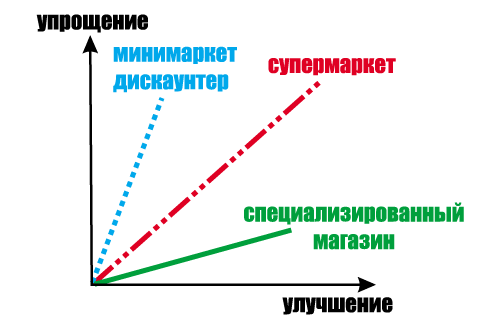 упрощение
минимаркет
дискаунтер
супермаркет
специализированный
магазин
улучшение